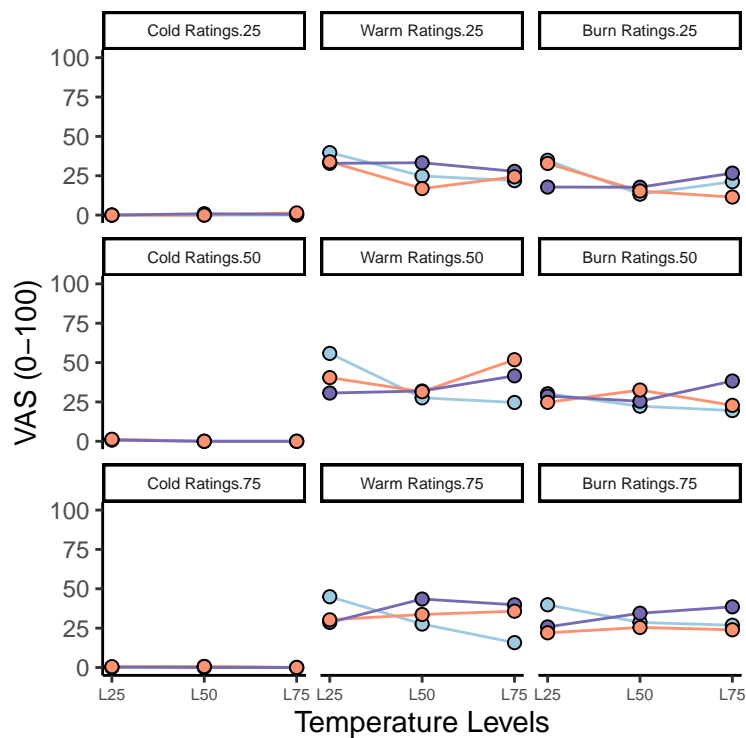 Cold Ratings.25
Warm Ratings.25
Burn Ratings.25
100
75
50
25
0
Cold Ratings.50
Warm Ratings.50
Burn Ratings.50
100
75
50
25
0
Cold Ratings.75
Warm Ratings.75
Burn Ratings.75
100
75
50
25
0
VAS (0−100)
L25 L50 L75 L25 L50 L75 L25 L50 L75
Temperature Levels